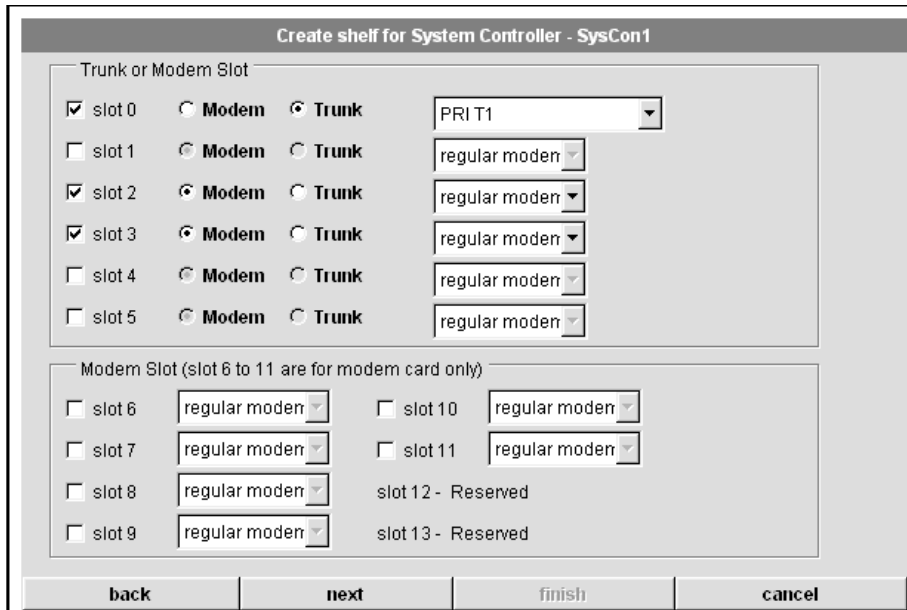 Create shelf for System Controller - SysCon1
Trunk or Modem Slot
slot 0 Modem Trunk PRI T1
slot 1 Modem Trunk regular modem
slot 2 Modem Trunk regular modem
slot 3 Modem Trunk regular modem
slot 4 Modem Trunk regular modem
slot 5 Modem Trunk regular modem
Modem Slot (slot 6 to 11 are for modem card only)
slot 6 regular modem slot 10 regular modem
slot 7 regular modem slot 11 regular modem
slot 8 regular modem slot 12 - Reserved
slot 9 regular modem slot 13 - Reserved
back next finish cancel